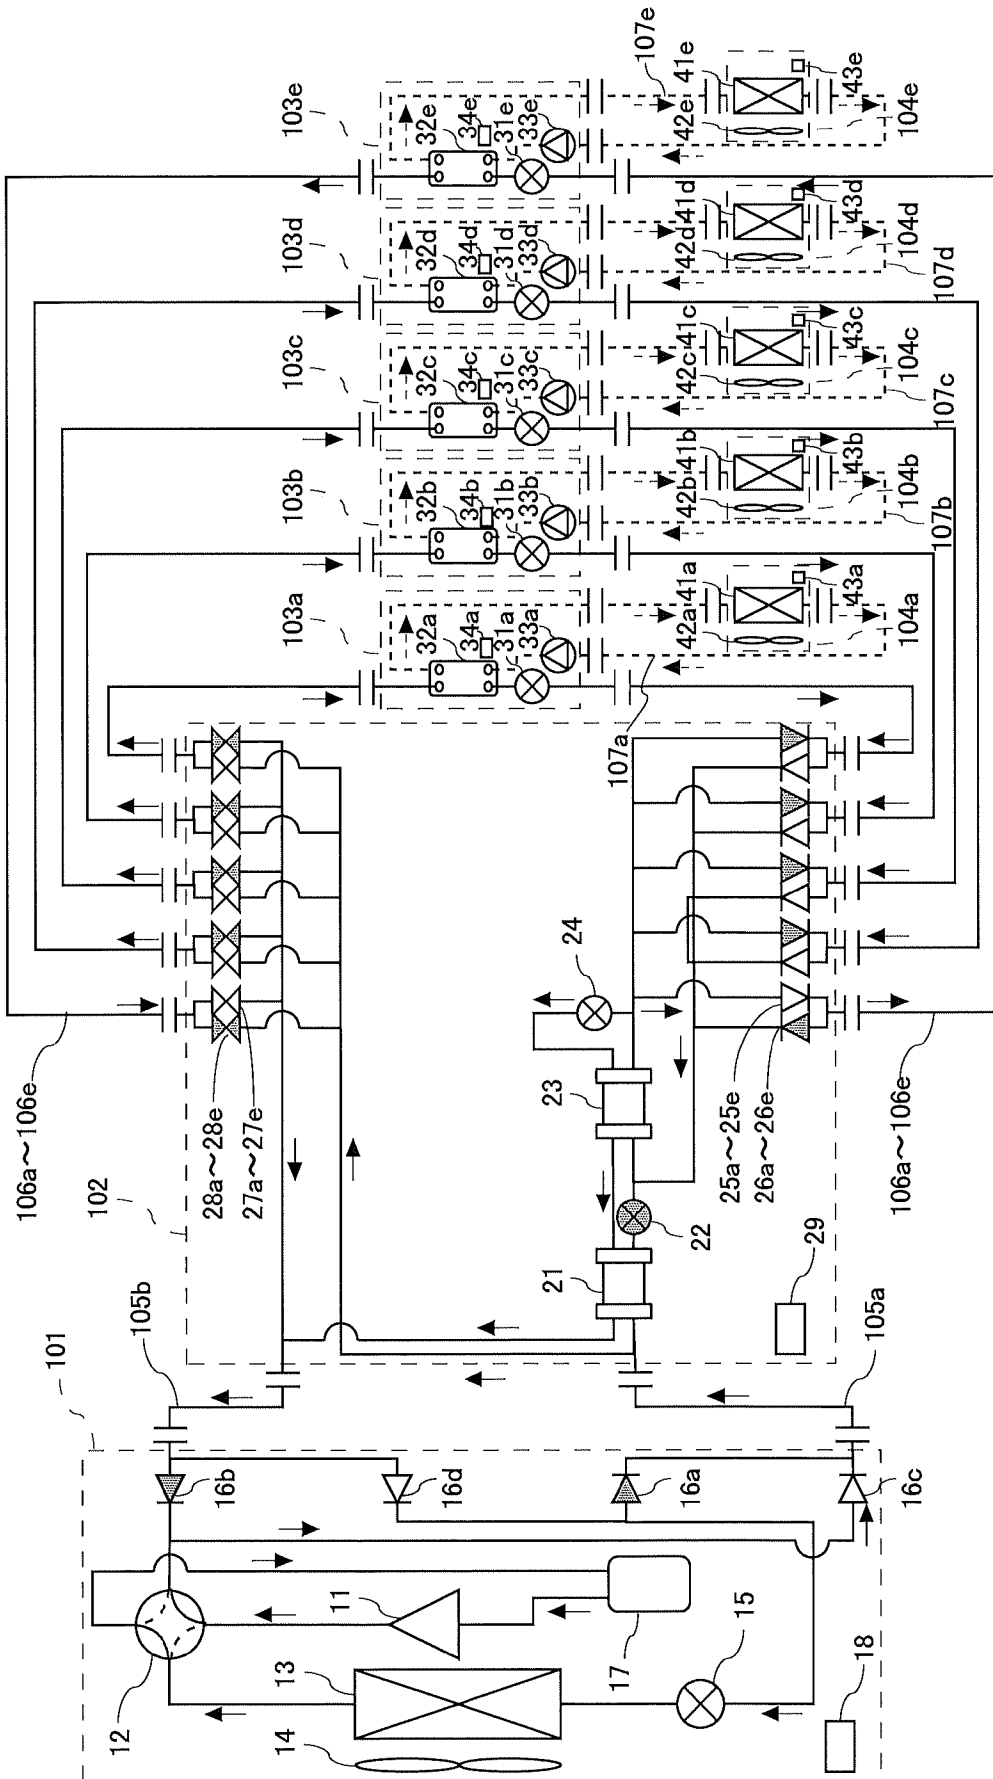 103e
103d
103c
103b
103a
107e
41e
43e
42e
104e
32e
34e
31e
33e
41d
43d
42d
104d
107d
32d
34d
31d
33d
41c
43c
42c
104c
107c
32c
34c
31c
33c
41b
43b
42b
104b
107b
32b
34b
31b
33b
41a
43a
42a
104a
107a
32a
34a
31a
33a
24
23
22
21
29
25a~25e
26a~26e
28a~28e
27a~27e
106a~106e
106a~106e
102
105b
105a
101
16b
16d
16a
16c
11
12
13
14
15
17
18